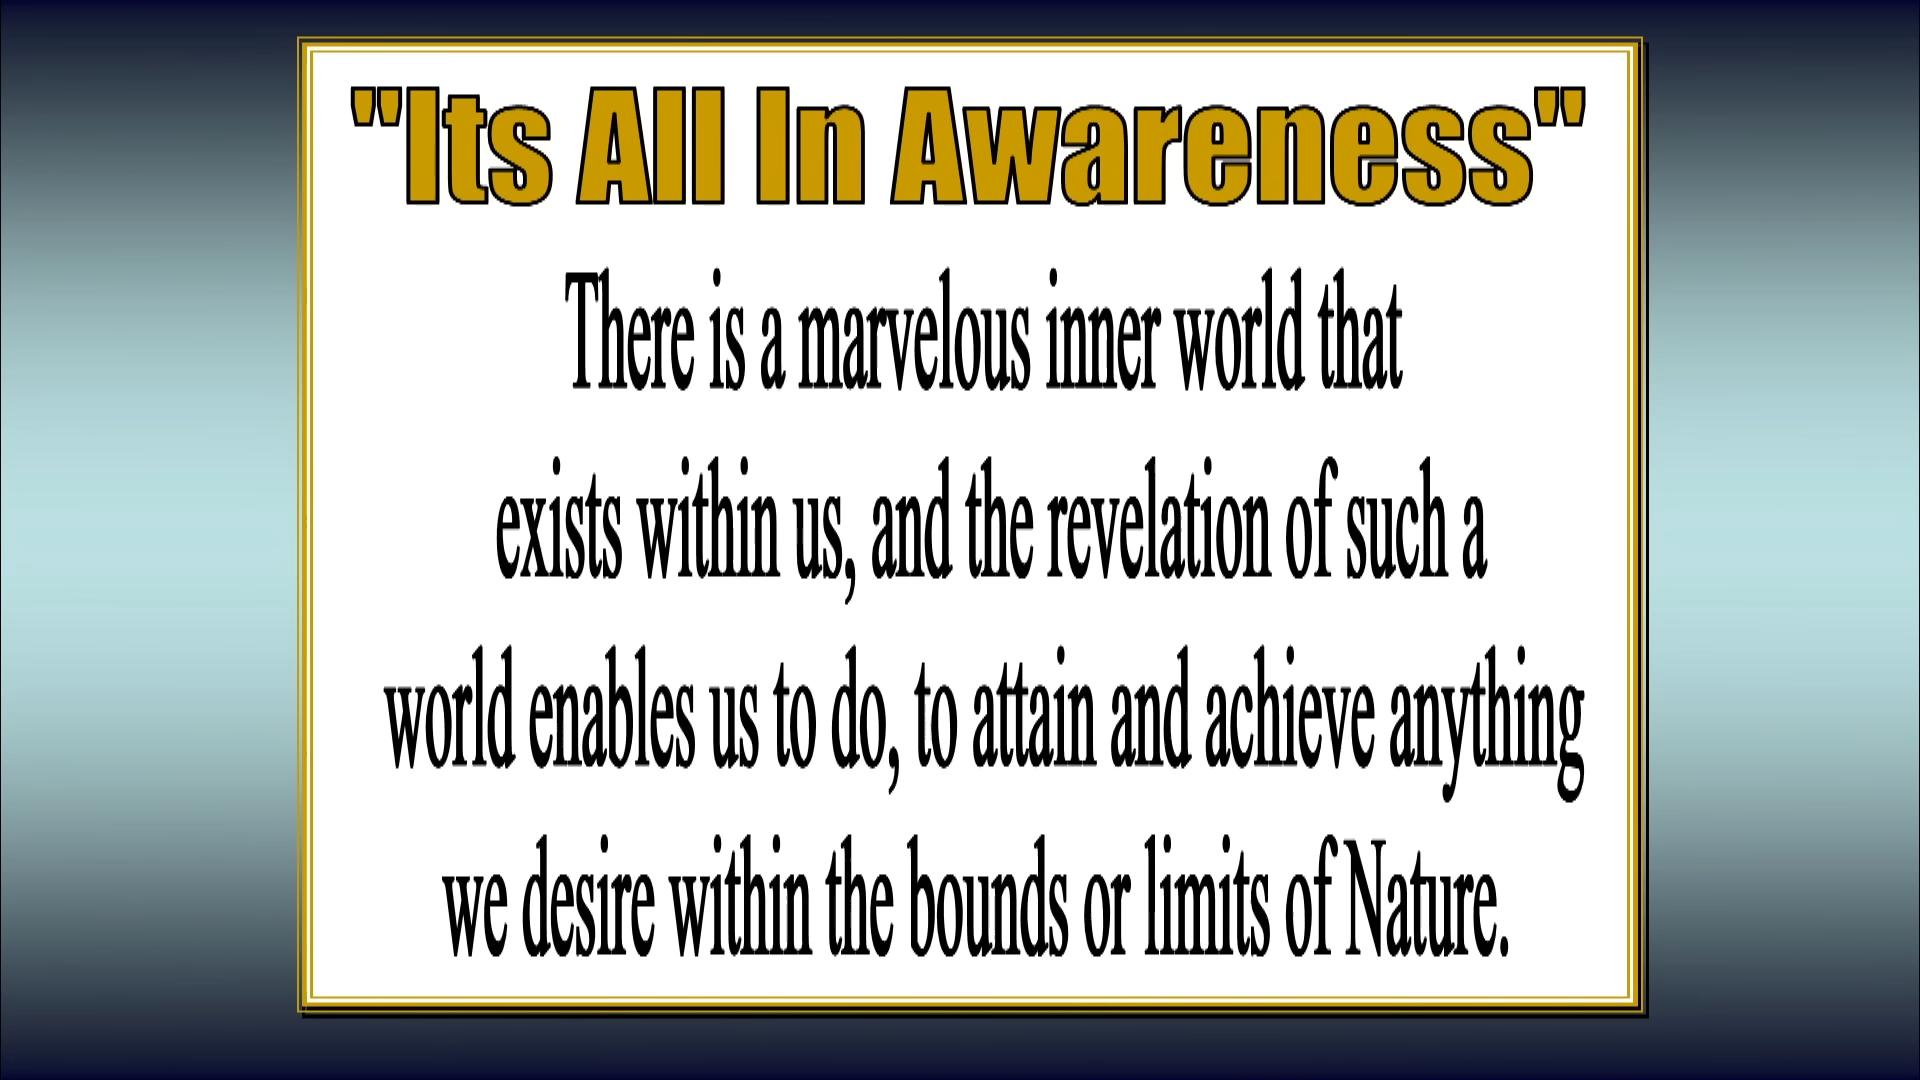 "Its All In Awareness"
There is a marvelous inner world that
exists within us, and the revelation of such a
world enables us to do, to attain and achieve anything
we desire within the bounds or limits of Nature.